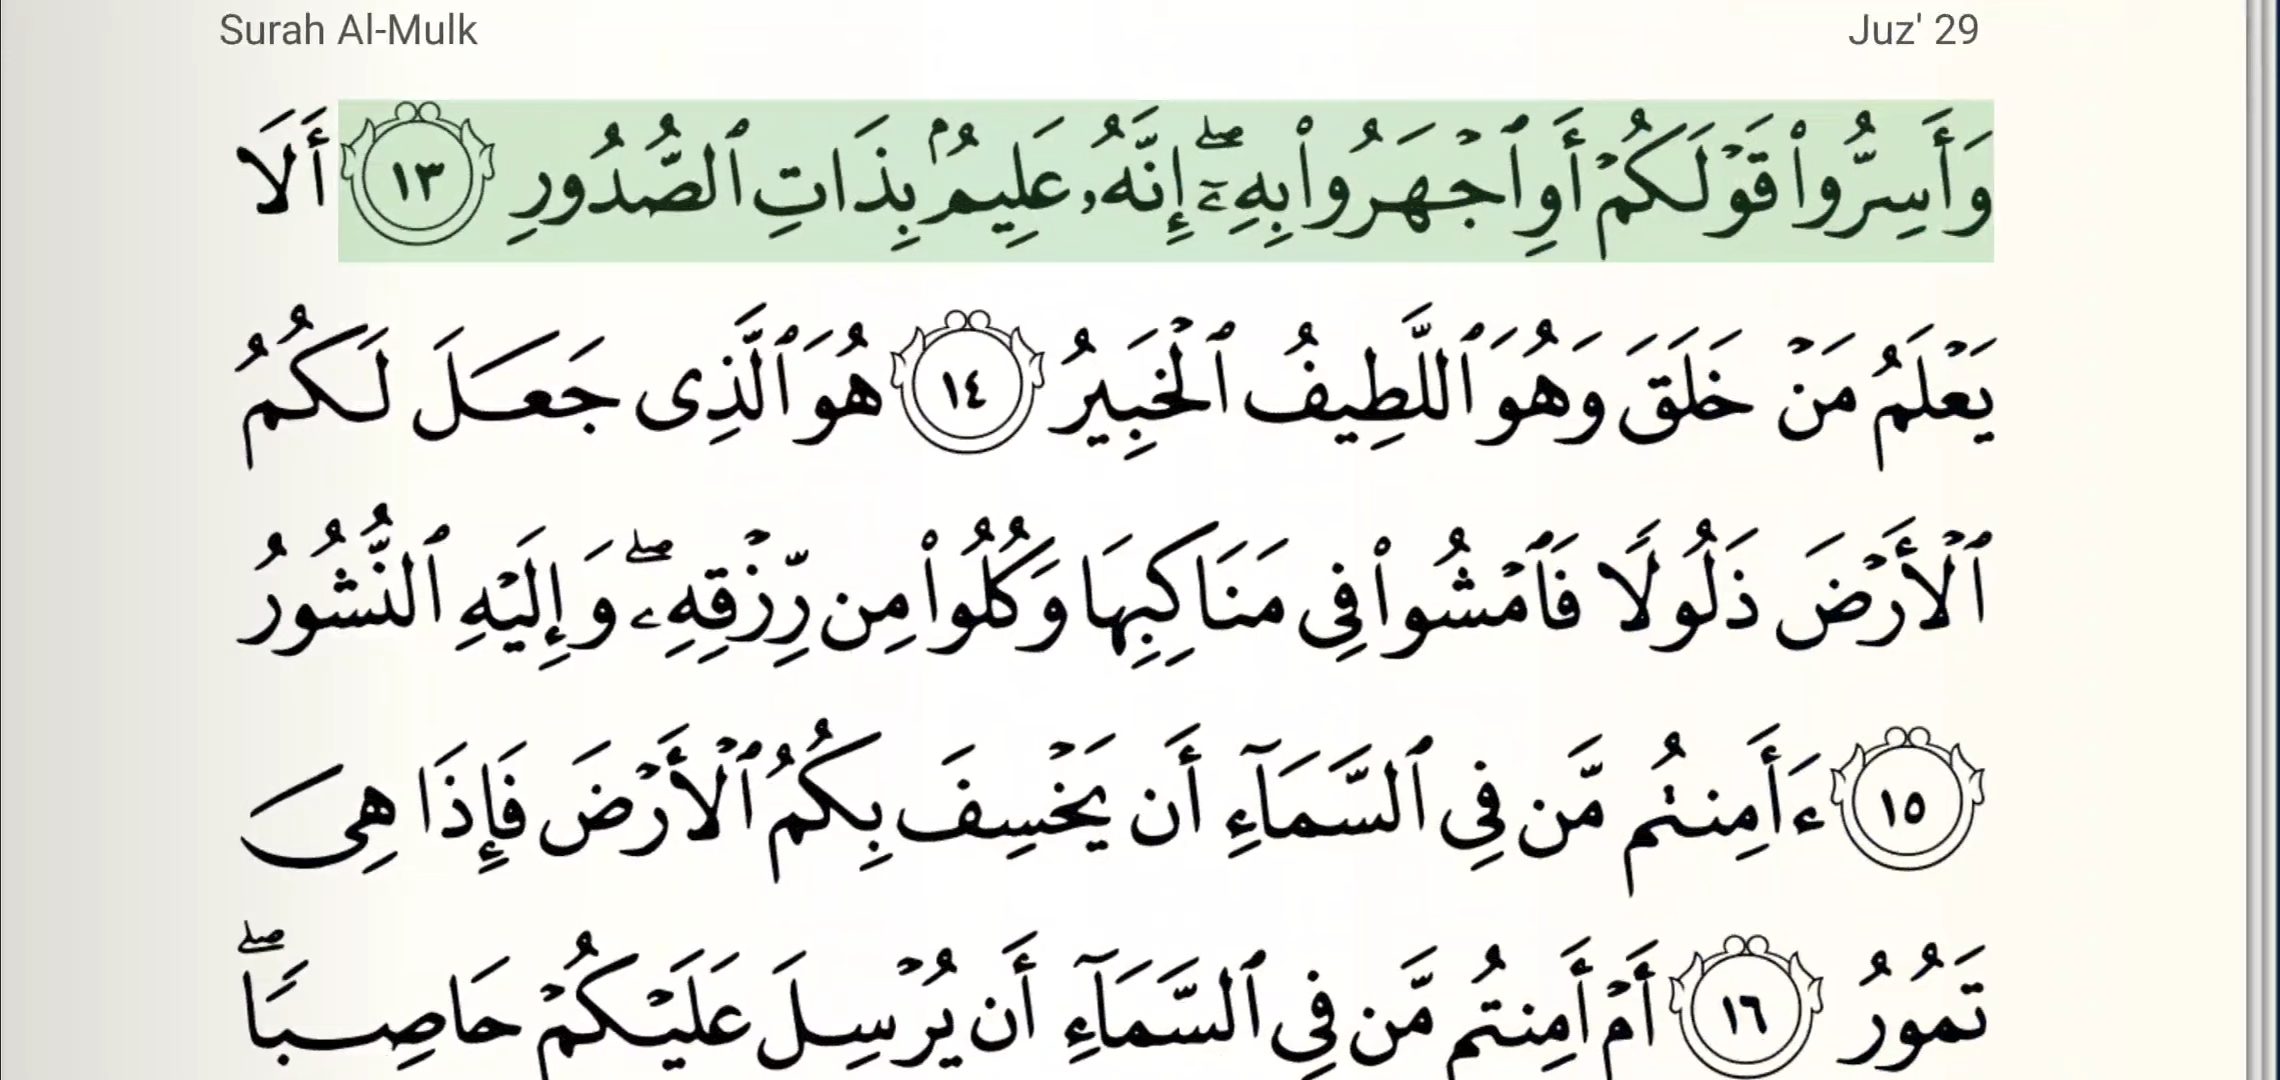 Surah Al-Mulk Juz' 29
وَأَسِرُّوا۟ قَوْلَكُمْ أَوِ ٱجْهَرُوا۟ بِهِۦٓ ۖ إِنَّهُۥ عَلِيمٌۢ بِذَاتِ ٱلصُّدُورِ ١٣ أَلَا
يَعْلَمُ مَنْ خَلَقَ وَهُوَ ٱللَّطِيفُ ٱلْخَبِيرُ ١٤ هُوَ ٱلَّذِى جَعَلَ لَكُمُ
ٱلْأَرْضَ ذَلُولًا فَٱمْشُوا۟ فِى مَنَاكِبِهَا وَكُلُوا۟ مِن رِّزْقِهِۦ ۖ وَإِلَيْهِ ٱلنُّشُورُ
١٥ ءَأَمِنتُم مَّن فِى ٱلسَّمَآءِ أَن يَخْسِفَ بِكُمُ ٱلْأَرْضَ فَإِذَا هِىَ
تَمُورُ ١٦ أَمْ أَمِنتُم مَّن فِى ٱلسَّمَآءِ أَن يُرْسِلَ عَلَيْكُمْ حَاصِبًا ۖ